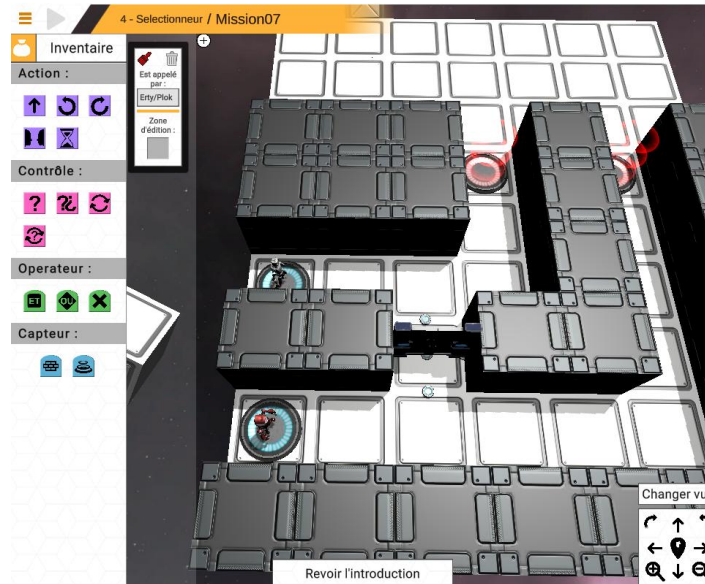 4 - Selectionneur / Mission07
Inventaire
Action :
Contrôle :
?
Operateur :
ET
OU
Capteur :
Est appelé
par :
Erty/Plok
Zone
d'édition :
Changer vu
Revoir l'introduction